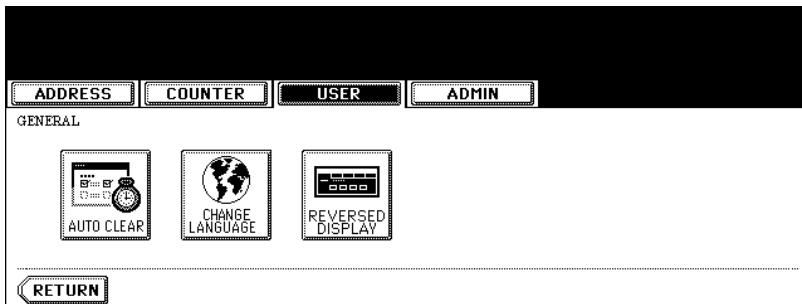 ADDRESS COUNTER USER ADMIN
GENERAL
AUTO CLEAR
CHANGE
LANGUAGE
REVERSED
DISPLAY
RETURN